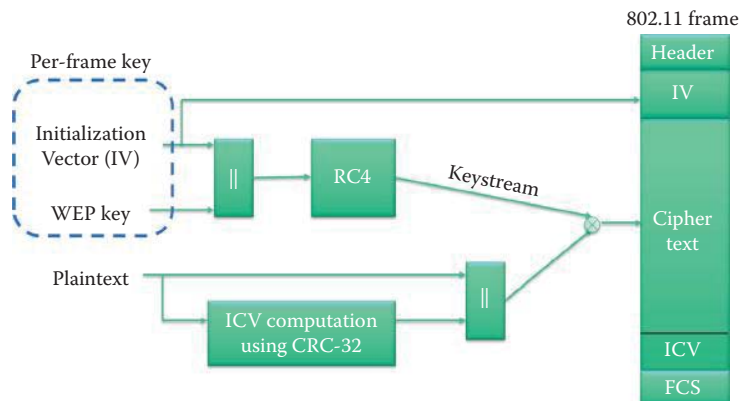 802.11 frame
Per-frame key
Header
IV
Initialization
Vector (IV)
||
RC4
Keystream
WEP key
Cipher
text
Plaintext
||
ICV computation
using CRC-32
ICV
FCS